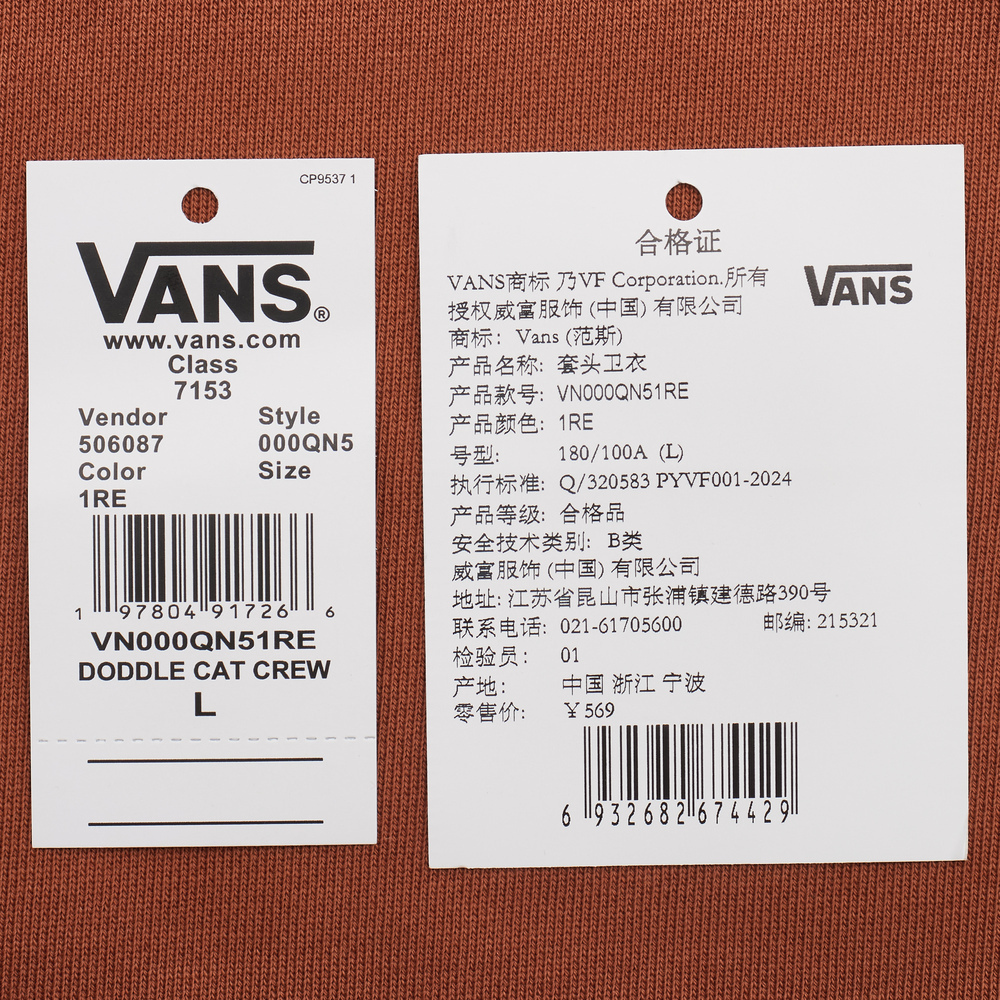 CP9537 1
VANS®
www.vans.com
Class
7153
Vendor Style
506087 000QN5
Color Size
1RE
1 97804 91726 6
VN000QN51RE
DODDLE CAT CREW
L
合格证
VANS
VANS商标 乃VF Corporation.所有
授权威富服饰 (中国) 有限公司
商标: Vans (范斯)
产品名称: 套头卫衣
产品款号: VN000QN51RE
产品颜色: 1RE
号型: 180/100A (L)
执行标准: Q/320583 PYVF001-2024
产品等级: 合格品
安全技术类别: B类
威富服饰 (中国) 有限公司
地址: 江苏省昆山市张浦镇建德路390号
联系电话: 021-61705600 邮编: 215321
检验员: 01
产地: 中国 浙江 宁波
零售价: ￥569
6 932682 674429